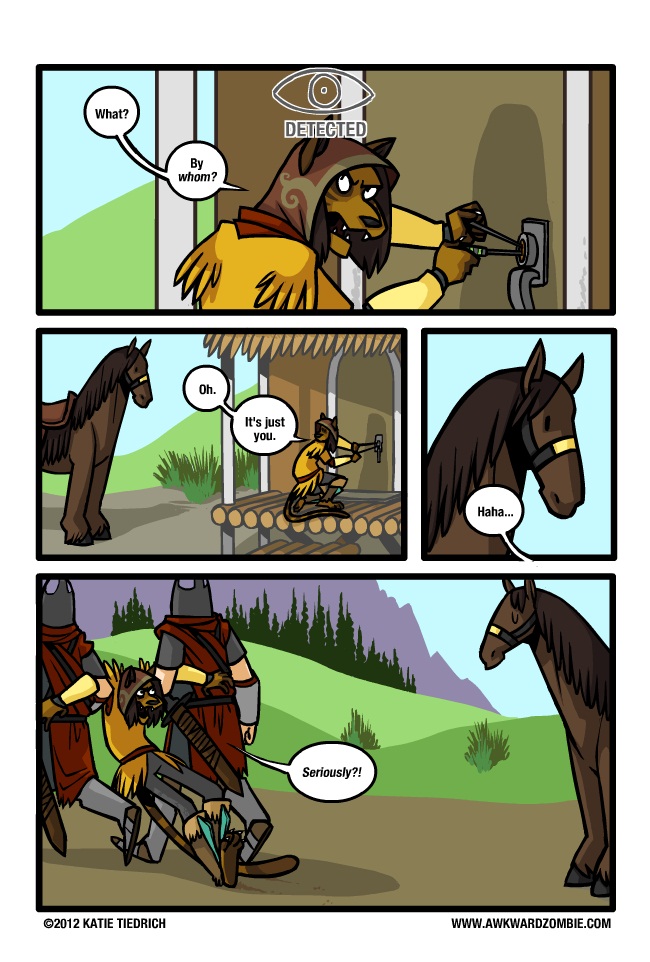 DETECTED
What?
By
whom?
Oh.
It's just
you.
Haha...
Seriously?!
©2012 KATIE TIEDRICH
WWW.AWKWARDZOMBIE.COM